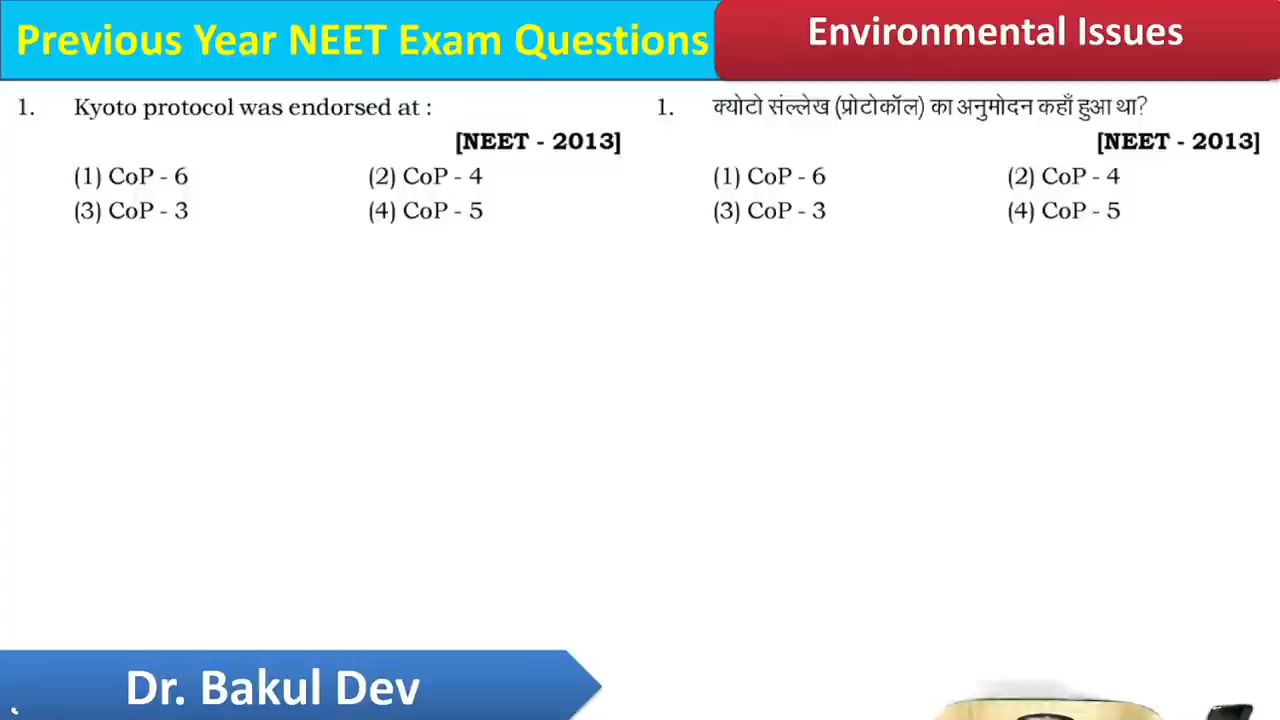 Previous Year NEET Exam Questions
Environmental Issues
1. Kyoto protocol was endorsed at :
[NEET - 2013]
(1) CoP - 6 (2) CoP - 4
(3) CoP - 3 (4) CoP - 5
1. क्योटो संल्लेख (प्रोटोकॉल) का अनुमोदन कहाँ हुआ था?
[NEET - 2013]
(1) CoP - 6 (2) CoP - 4
(3) CoP - 3 (4) CoP - 5
Dr. Bakul Dev